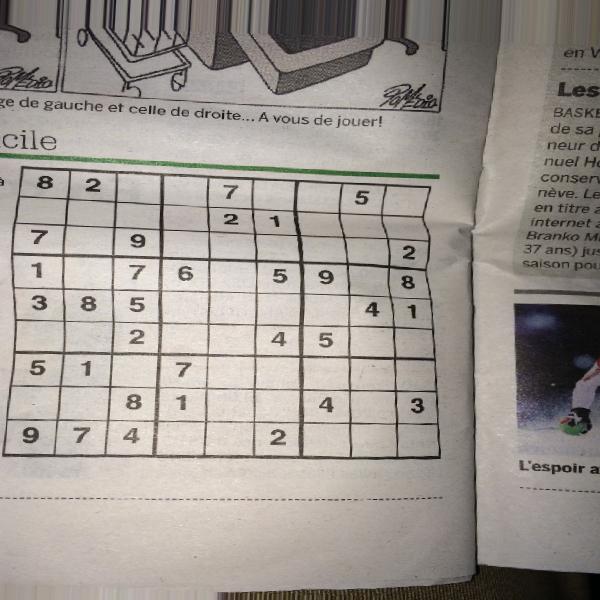 ge de gauche et celle de droite... A vous de jouer!
cile
à
8 2 7 5
2 1
7 9 2
1 7 6 5 9 8
3 8 5 4 1
2 4 5
5 1 7
8 1 4 3
9 7 4 2
en V
Les
BASKE
de sa
neur d
nuel Ho
conserv
nève. Le
en titre a
internet a
Branko Mi
37 ans) jus
saison pou
L'espoir a